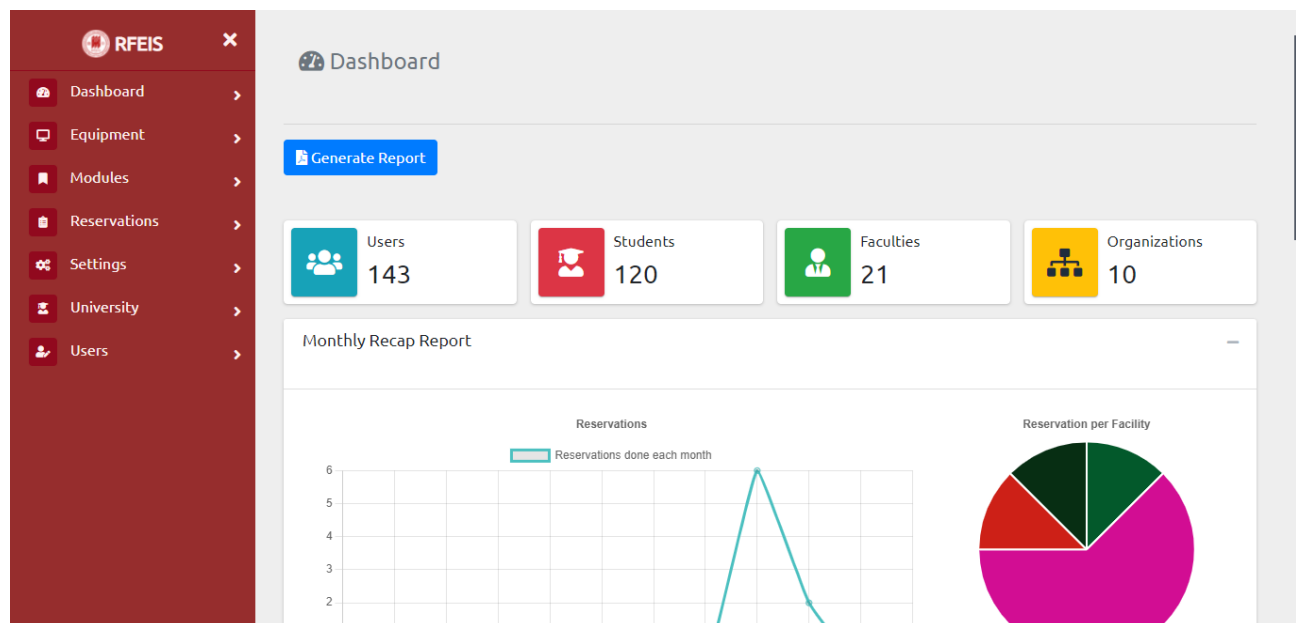 RFEIS
Dashboard
Equipment
Modules
Reservations
Settings
University
Users
Dashboard
Generate Report
Users
143
Students
120
Faculties
21
Organizations
10
Monthly Recap Report
Reservations
Reservations done each month
6
5
4
3
2
Reservation per Facility